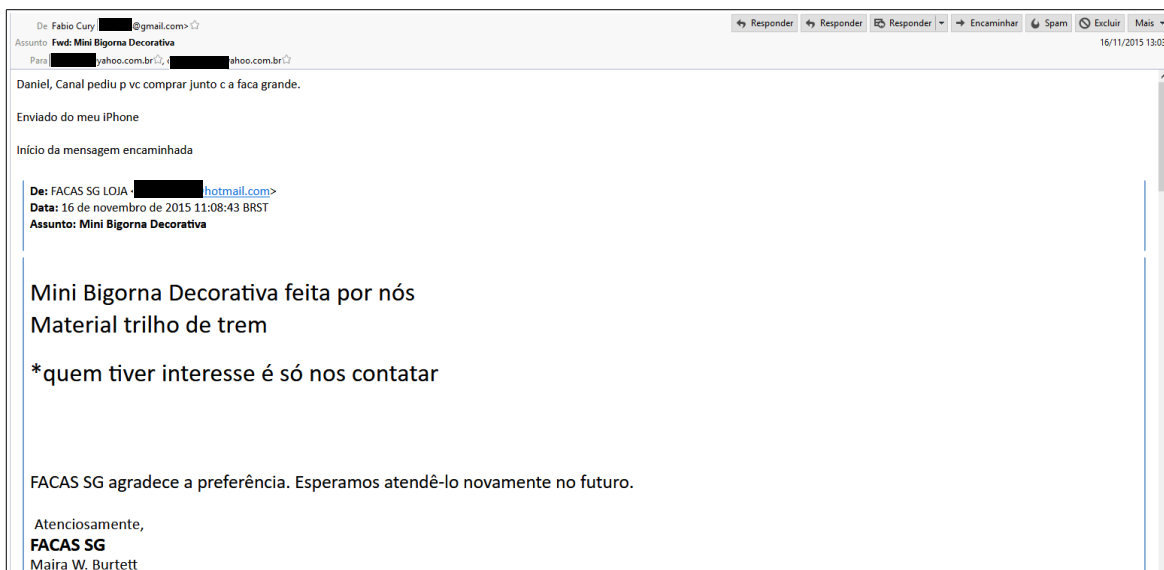 De Fabio Cury @gmail.com> Responder Responder Responder Encaminhar Spam Excluir Mais
Assunto Fwd: Mini Bigorna Decorativa 16/11/2015 13:03
Para yahoo.com.br, ahoo.com.br
Daniel, Canal pediu p vc comprar junto c a faca grande.
Enviado do meu iPhone
Início da mensagem encaminhada
De: FACAS SG LOJA hotmail.com>
Data: 16 de novembro de 2015 11:08:43 BRST
Assunto: Mini Bigorna Decorativa
Mini Bigorna Decorativa feita por nós
Material trilho de trem
*quem tiver interesse é só nos contatar
FACAS SG agradece a preferência. Esperamos atendê-lo novamente no futuro.
Atenciosamente,
FACAS SG
Maira W. Burtett